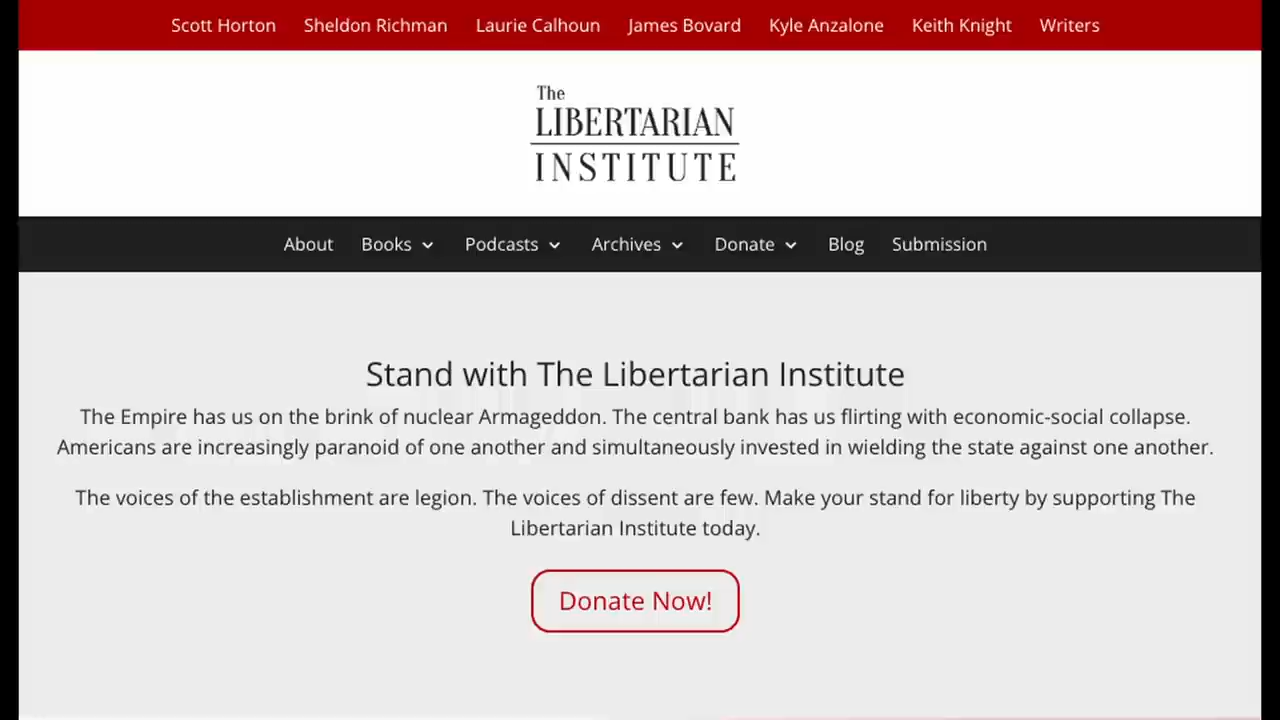 Scott Horton Sheldon Richman Laurie Calhoun James Bovard Kyle Anzalone Keith Knight Writers
The
LIBERTARIAN
INSTITUTE
About Books Podcasts Archives Donate Blog Submission
Stand with The Libertarian Institute
The Empire has us on the brink of nuclear Armageddon. The central bank has us flirting with economic-social collapse.
Americans are increasingly paranoid of one another and simultaneously invested in wielding the state against one another.
The voices of the establishment are legion. The voices of dissent are few. Make your stand for liberty by supporting The
Libertarian Institute today.
Donate Now!